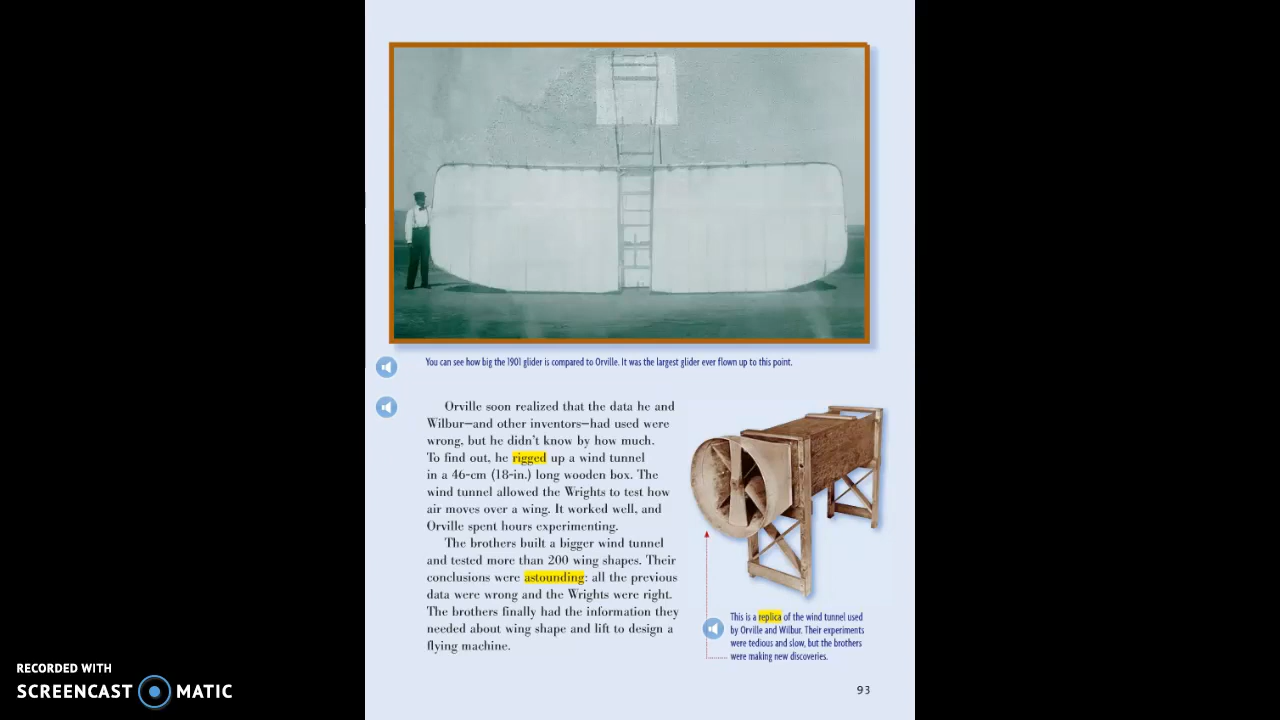 You can see how big the 1901 glider is compared to Orville. It was the largest glider ever flown up to this point.
Orville soon realized that the data he and
Wilbur—and other inventors—had used were
wrong, but he didn't know by how much.
To find out, he rigged up a wind tunnel
in a 46-cm (18-in.) long wooden box. The
wind tunnel allowed the Wrights to test how
air moves over a wing. It worked well, and
Orville spent hours experimenting.
The brothers built a bigger wind tunnel
and tested more than 200 wing shapes. Their
conclusions were astounding: all the previous
data were wrong and the Wrights were right.
The brothers finally had the information they
needed about wing shape and lift to design a
flying machine.
This is a replica of the wind tunnel used
by Orville and Wilbur. Their experiments
were tedious and slow, but the brothers
were making new discoveries.
93
RECORDED WITH
SCREENCAST MATIC